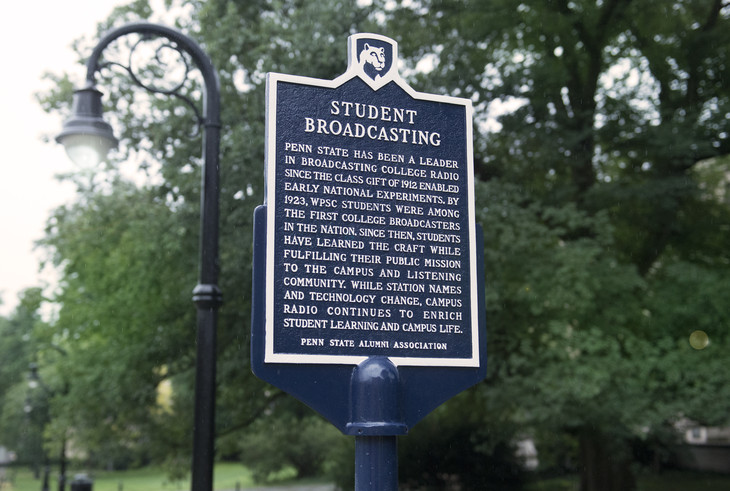 STUDENT
BROADCASTING
PENN STATE HAS BEEN A LEADER
IN BROADCASTING COLLEGE RADIO
SINCE THE CLASS GIFT OF 1912 ENABLED
EARLY NATIONAL EXPERIMENTS. BY
1923, WPSC STUDENTS WERE AMONG
THE FIRST COLLEGE BROADCASTERS
IN THE NATION. SINCE THEN, STUDENTS
HAVE LEARNED THE CRAFT WHILE
FULFILLING THEIR PUBLIC MISSION
TO THE CAMPUS AND LISTENING
COMMUNITY. WHILE STATION NAMES
AND TECHNOLOGY CHANGE, CAMPUS
RADIO CONTINUES TO ENRICH
STUDENT LEARNING AND CAMPUS LIFE.
PENN STATE ALUMNI ASSOCIATION